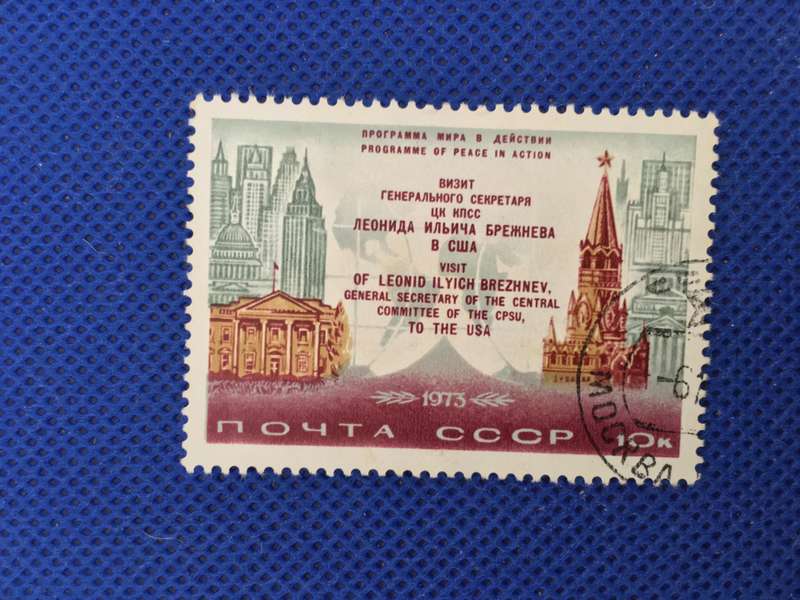 ПРОГРАММА МИРА В ДЕЙСТВИИ
PROGRAMME OF PEACE IN ACTION
ВИЗИТ
ГЕНЕРАЛЬНОГО СЕКРЕТАРЯ
ЦК КПСС
ЛЕОНИДА ИЛЬИЧА БРЕЖНЕВА
В США
VISIT
OF LEONID ILYICH BREZHNEV,
GENERAL SECRETARY OF THE CENTRAL
COMMITTEE OF THE CPSU,
TO THE USA
1973
ПОЧТА СССР 10К
МОСКВА